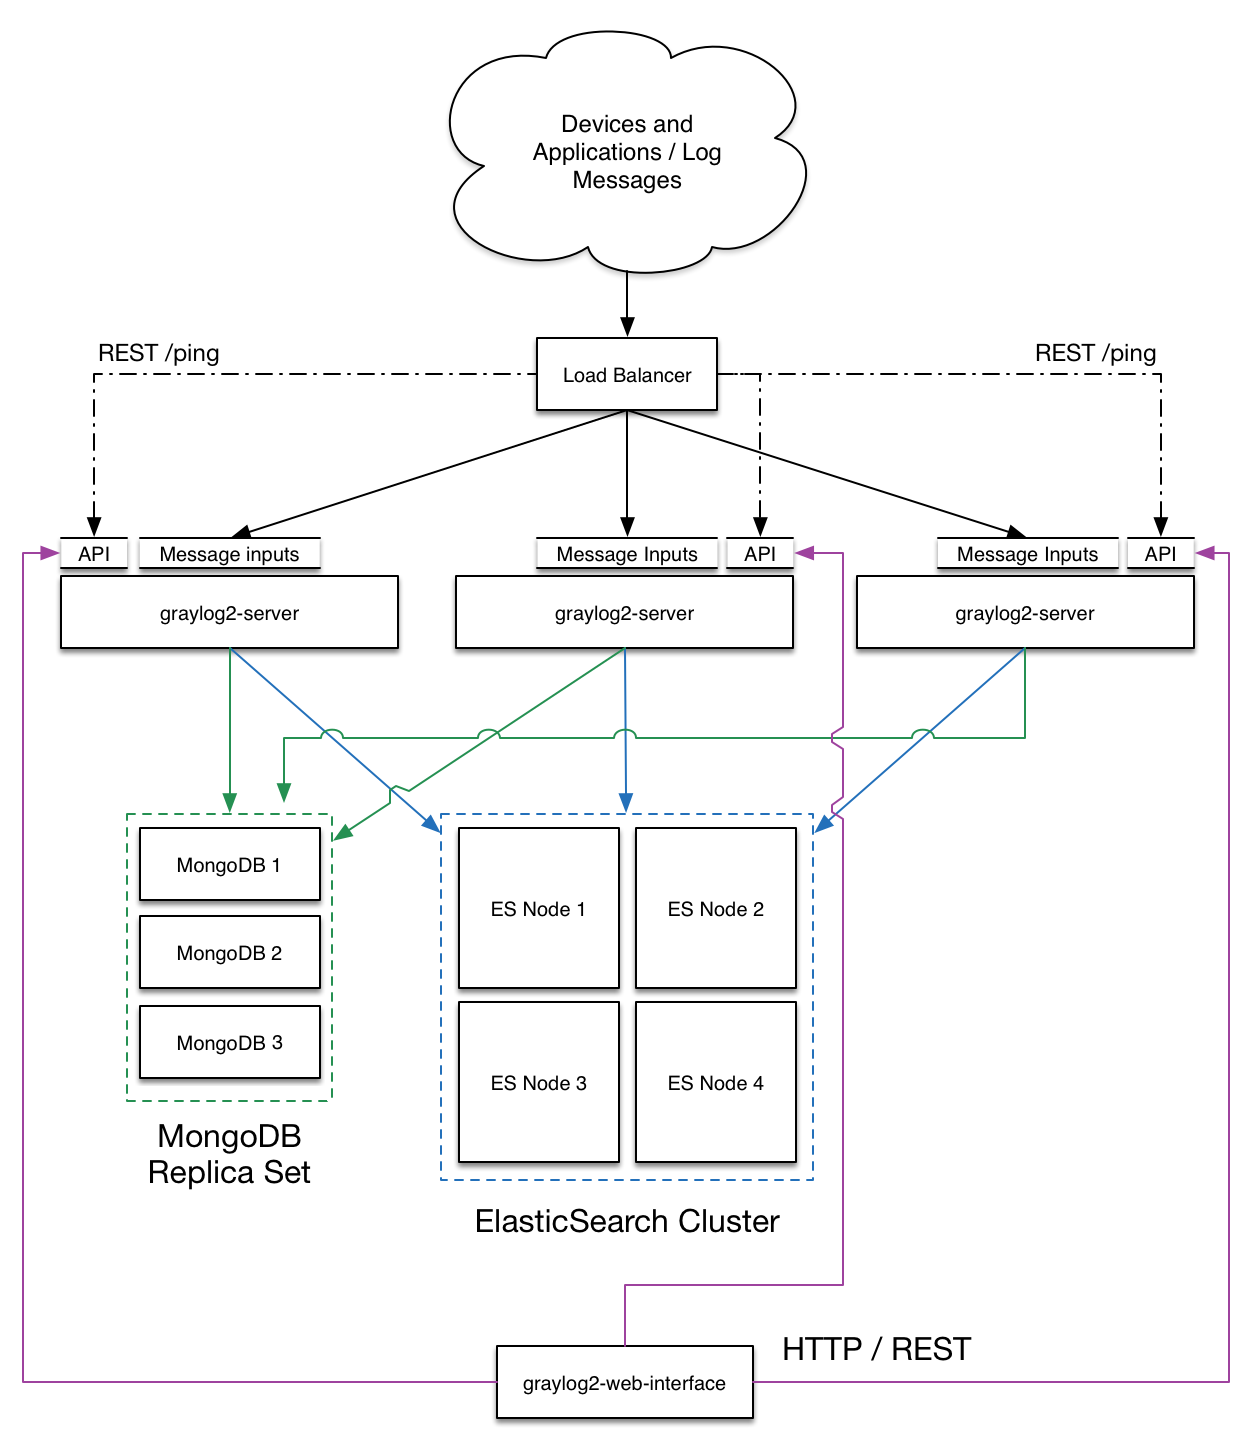 Devices and
Applications / Log
Messages
REST /ping
REST /ping
Load Balancer
API
Message inputs
Message Inputs
API
Message Inputs
API
graylog2-server
graylog2-server
graylog2-server
MongoDB 1
MongoDB 2
MongoDB 3
ES Node 1
ES Node 2
ES Node 3
ES Node 4
MongoDB
Replica Set
ElasticSearch Cluster
HTTP / REST
graylog2-web-interface